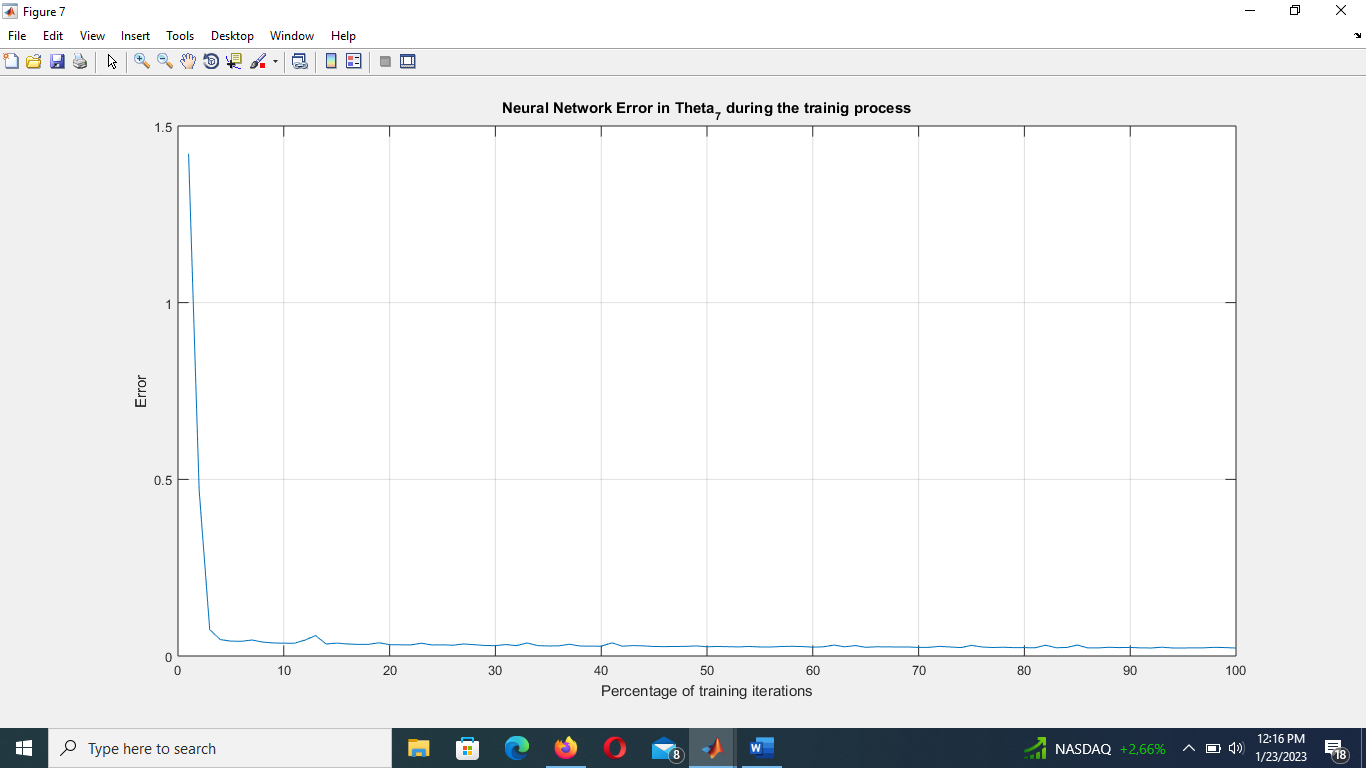 Figure 7
File Edit View Insert Tools Desktop Window Help
Neural Network Error in Theta7 during the trainig process
1.5
1
0.5
0
Error
0 10 20 30 40 50 60 70 80 90 100
Percentage of training iterations
Type here to search
8
NASDAQ +2,66%
12:16 PM
1/23/2023
18